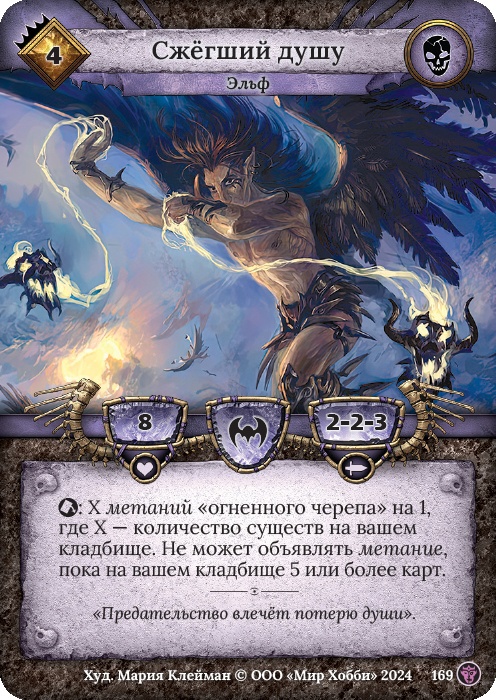 4
Сжёгший душу
Эльф
8
2-2-3
: X метаний «огненного черепа» на 1,
где X — количество существ на вашем
кладбище. Не может объявлять метание,
пока на вашем кладбище 5 или более карт.
«Предательство влечёт потерю души».
Худ. Мария Клейман © ООО «Мир Хобби» 2024 169